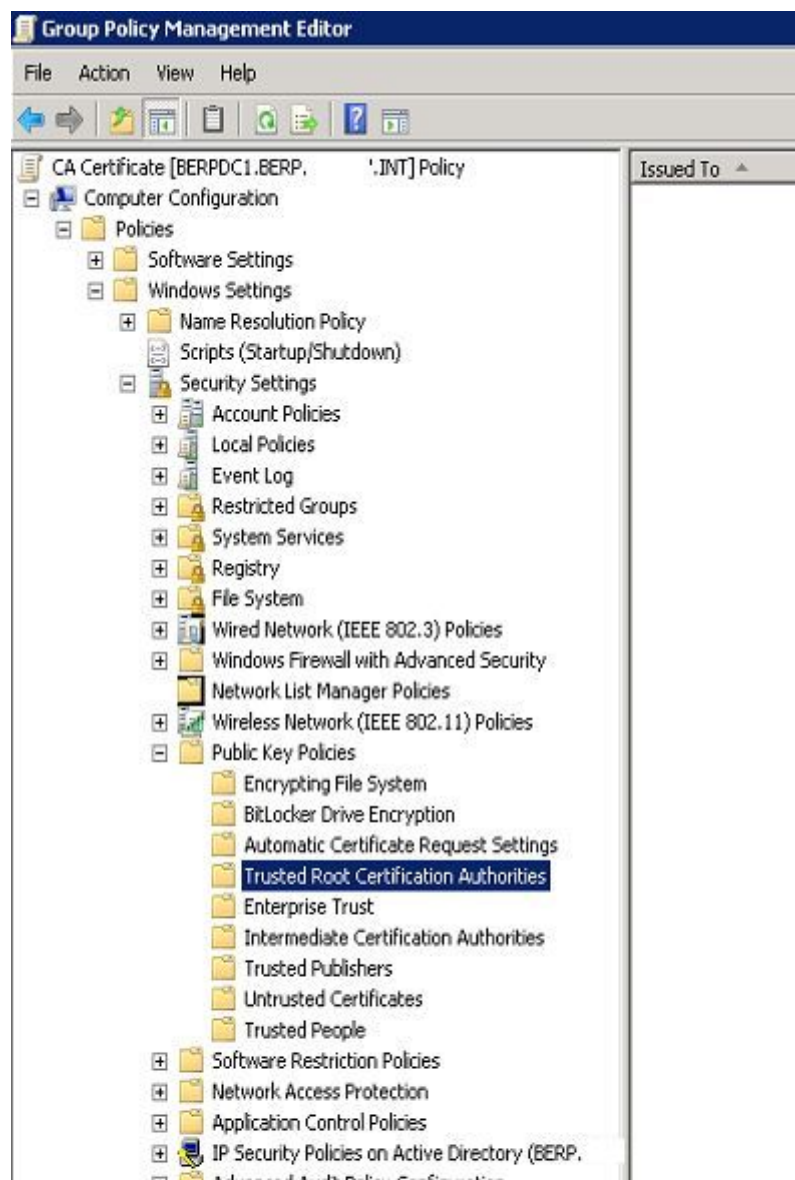 Group Policy Management Editor
File Action View Help
CA Certificate [BERPDC1.BERP. '.INT] Policy
Issued To
Computer Configuration
Policies
Software Settings
Windows Settings
Name Resolution Policy
Scripts (Startup/Shutdown)
Security Settings
Account Policies
Local Policies
Event Log
Restricted Groups
System Services
Registry
File System
Wired Network (IEEE 802.3) Policies
Windows Firewall with Advanced Security
Network List Manager Policies
Wireless Network (IEEE 802.11) Policies
Public Key Policies
Encrypting File System
BitLocker Drive Encryption
Automatic Certificate Request Settings
Trusted Root Certification Authorities
Enterprise Trust
Intermediate Certification Authorities
Trusted Publishers
Untrusted Certificates
Trusted People
Software Restriction Policies
Network Access Protection
Application Control Policies
IP Security Policies on Active Directory (BERP.
Advanced Audit Policy Configuration